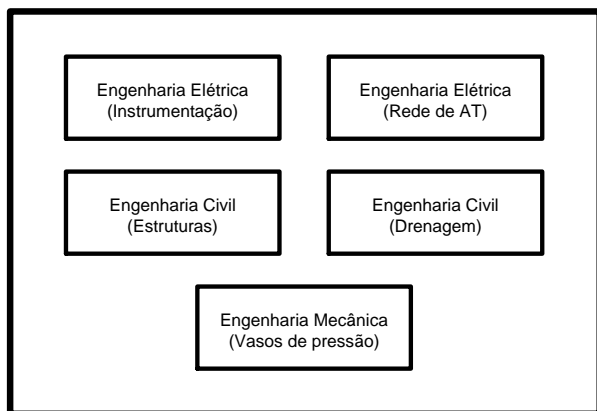 Engenharia Elétrica
(Instrumentação)
Engenharia Elétrica
(Rede de AT)
Engenharia Civil
(Estruturas)
Engenharia Civil
(Drenagem)
Engenharia Mecânica
(Vasos de pressão)